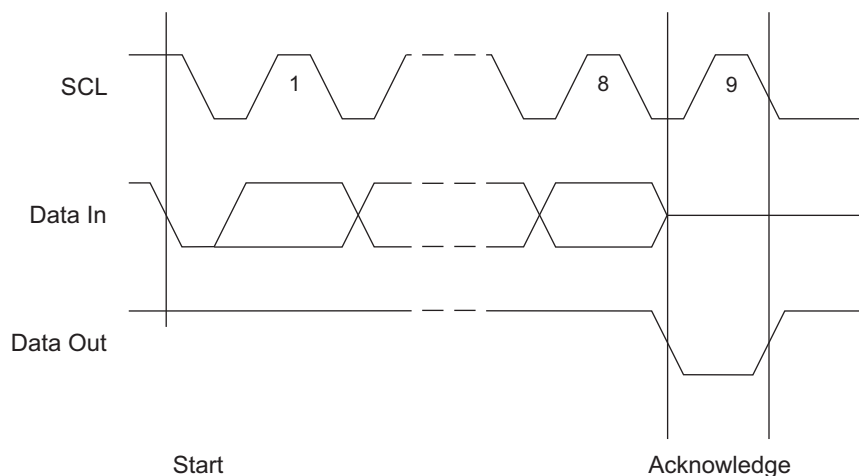 SCL
1
8
9
Data In
Data Out
Start
Acknowledge